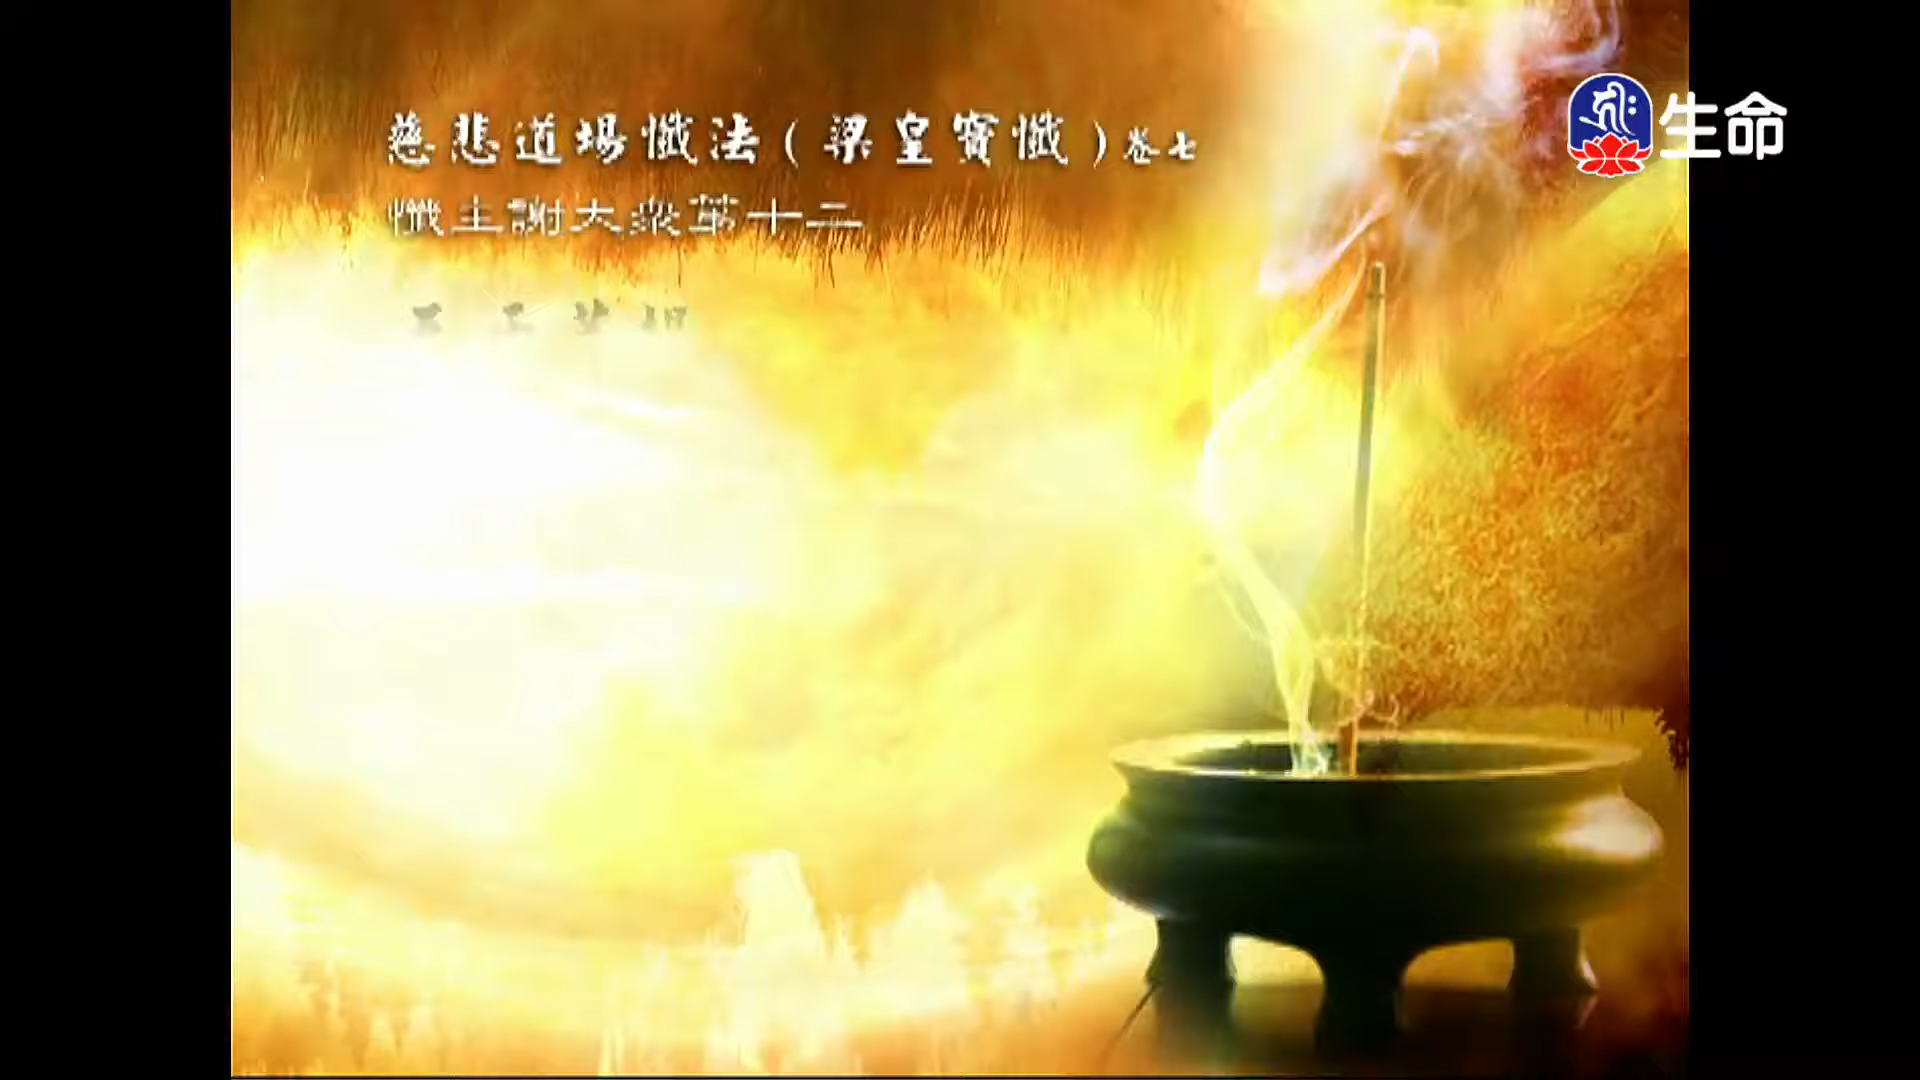 慈悲道場懺法(梁皇寶懺)卷七
懺主謝大眾第十二
生命